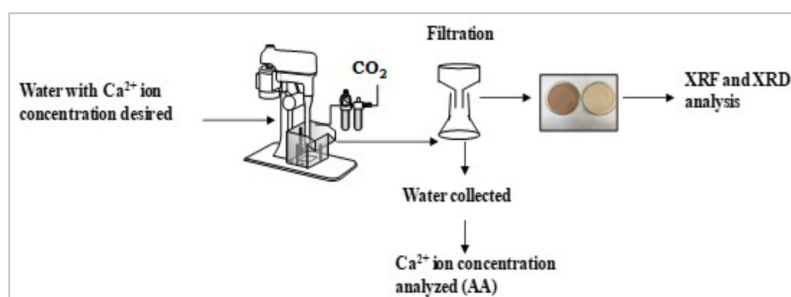 Filtration
CO₂
XRF and XRD
analysis
Water with Ca²⁺ ion
concentration desired
Water collected
Ca²⁺ ion concentration
analyzed (AA)